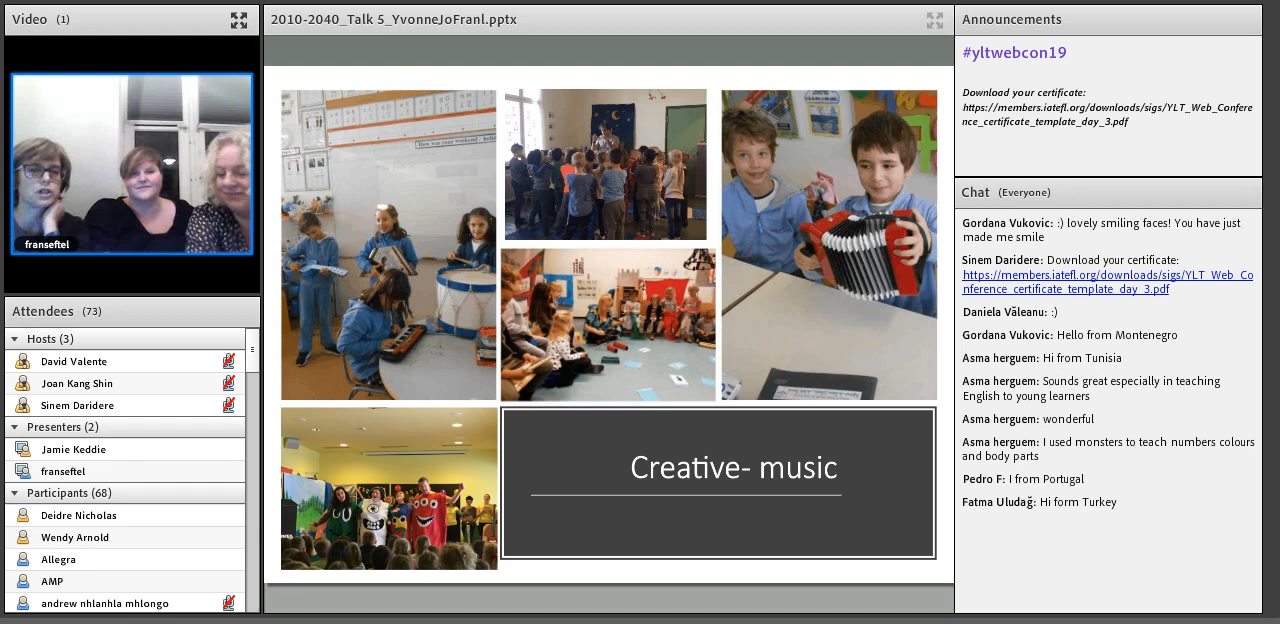 Video (1)
franseftel
Attendees (73)
Hosts (3)
David Valente
Joan Kang Shin
Sinem Daridere
Presenters (2)
Jamie Keddie
franseftel
Participants (68)
Deidre Nicholas
Wendy Arnold
Allegra
AMP
andrew nhlanhla mhlongo
2010-2040_Talk 5_YvonneJoFranl.pptx
How was your weekend?
Creative- music
Announcements
#yltwebcon19
Download your certificate:
https://members.iatefl.org/downloads/sigs/YLT_Web_Confere
nce_certificate_template_day_3.pdf
Chat (Everyone)
Gordana Vukovic: :) lovely smiling faces! You have just
made me smile
Sinem Daridere: Download your certificate:
https://members.iatefl.org/downloads/sigs/YLT_Web_Co
nference_certificate_template_day_3.pdf
Daniela Văleanu: :)
Gordana Vukovic: Hello from Montenegro
Asma herguem: Hi from Tunisia
Asma herguem: Sounds great especially in teaching
English to young learners
Asma herguem: wonderful
Asma herguem: I used monsters to teach numbers colours
and body parts
Pedro F: I from Portugal
Fatma Uludağ: Hi form Turkey